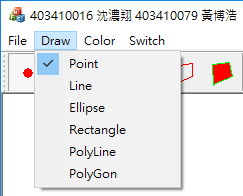 403410016 沈濃翔 403410079 黃博浩
File Draw Color Switch
Point
Line
Ellipse
Rectangle
PolyLine
PolyGon